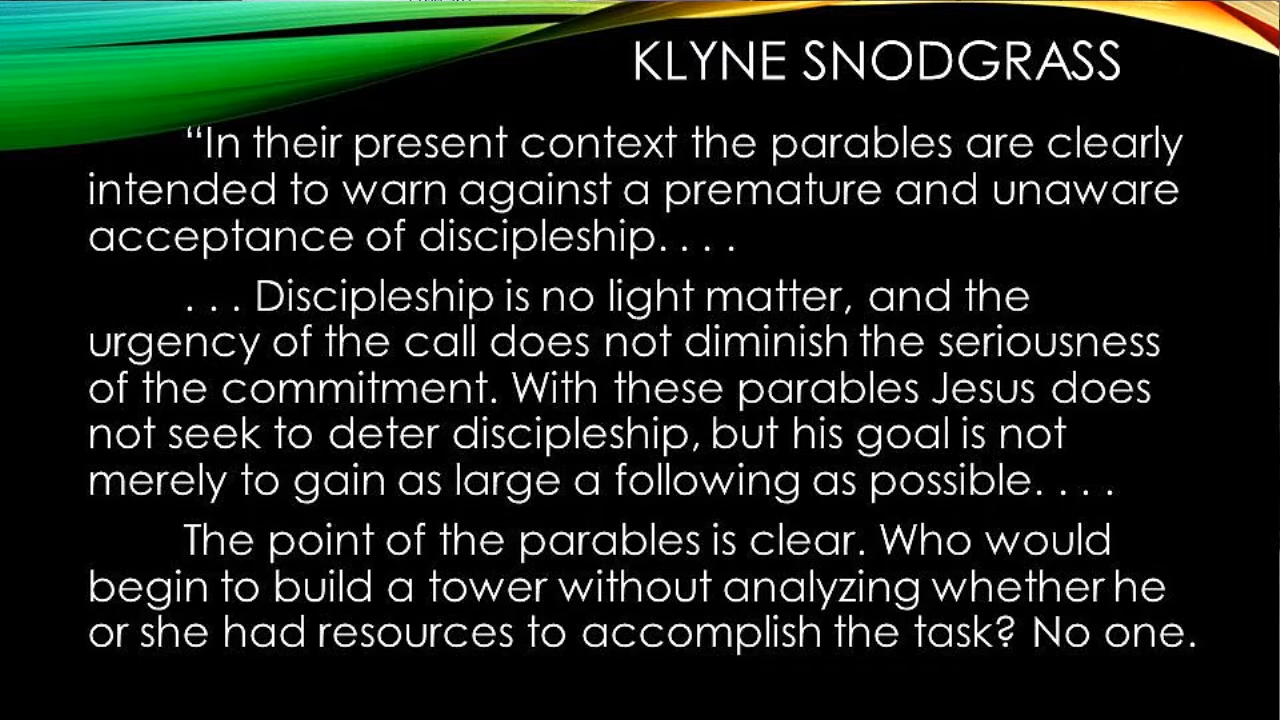 KLYNE SNODGRASS
“In their present context the parables are clearly
intended to warn against a premature and unaware
acceptance of discipleship. . . .
. . . Discipleship is no light matter, and the
urgency of the call does not diminish the seriousness
of the commitment. With these parables Jesus does
not seek to deter discipleship, but his goal is not
merely to gain as large a following as possible. . . .
The point of the parables is clear. Who would
begin to build a tower without analyzing whether he
or she had resources to accomplish the task? No one.